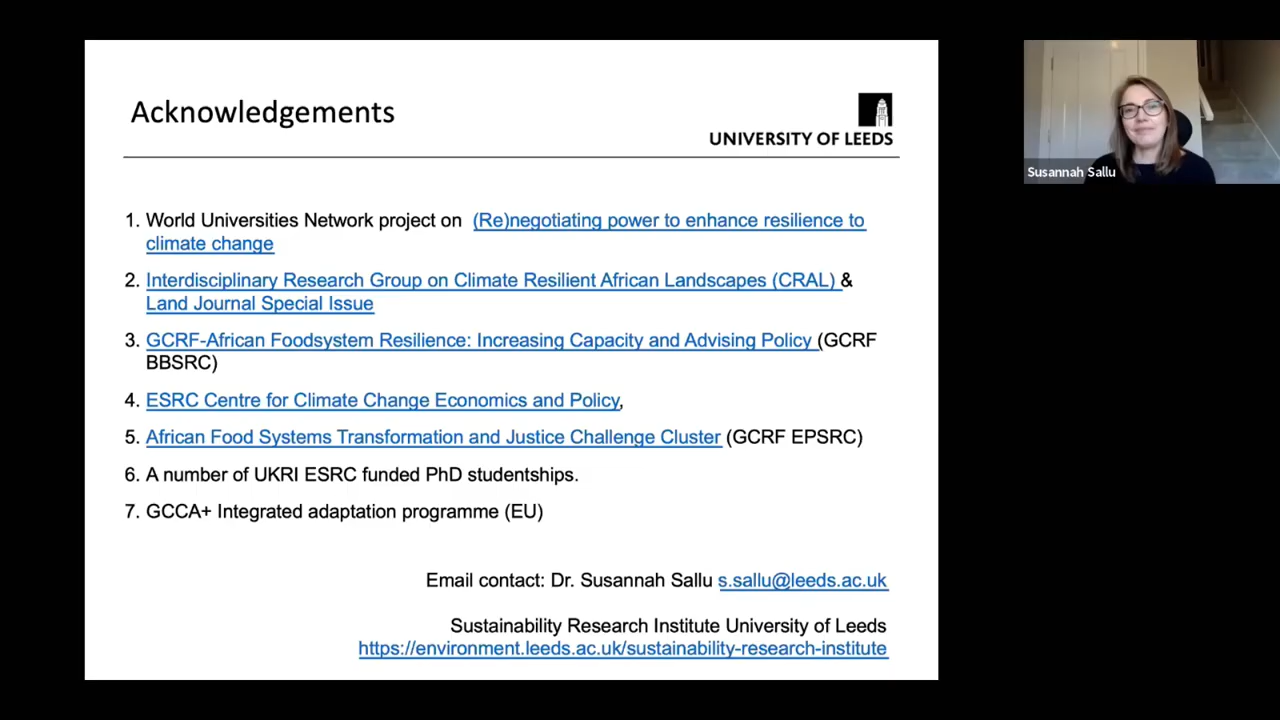 Acknowledgements
UNIVERSITY OF LEEDS
1. World Universities Network project on (Re)negotiating power to enhance resilience to
climate change
2. Interdisciplinary Research Group on Climate Resilient African Landscapes (CRAL) &
Land Journal Special Issue
3. GCRF-African Foodsystem Resilience: Increasing Capacity and Advising Policy (GCRF
BBSRC)
4. ESRC Centre for Climate Change Economics and Policy,
5. African Food Systems Transformation and Justice Challenge Cluster (GCRF EPSRC)
6. A number of UKRI ESRC funded PhD studentships.
7. GCCA+ Integrated adaptation programme (EU)
Email contact: Dr. Susannah Sallu s.sallu@leeds.ac.uk
Sustainability Research Institute University of Leeds
https://environment.leeds.ac.uk/sustainability-research-institute
Susannah Sallu